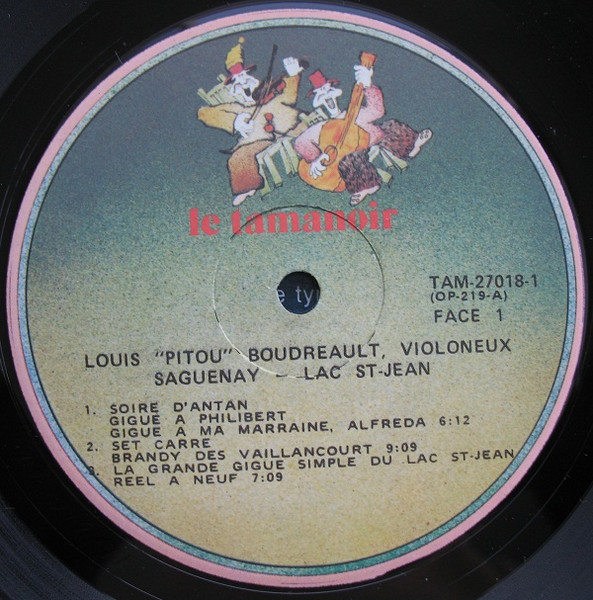 le tamanoir
e ty
TAM-27018-1
(OP-219-A)
FACE 1
LOUIS "PITOU" BOUDREAULT, VIOLONEUX
SAGUENAY - LAC ST-JEAN
1. SOIRE D'ANTAN
GIGUE A PHILIBERT
GIGUE A MA MARRAINE, ALFREDA 6:12
2. SET CARRE
BRANDY DES VAILLANCOURT 9:09
3. LA GRANDE GIGUE SIMPLE DU LAC ST-JEAN
REEL A NEUF 7:09